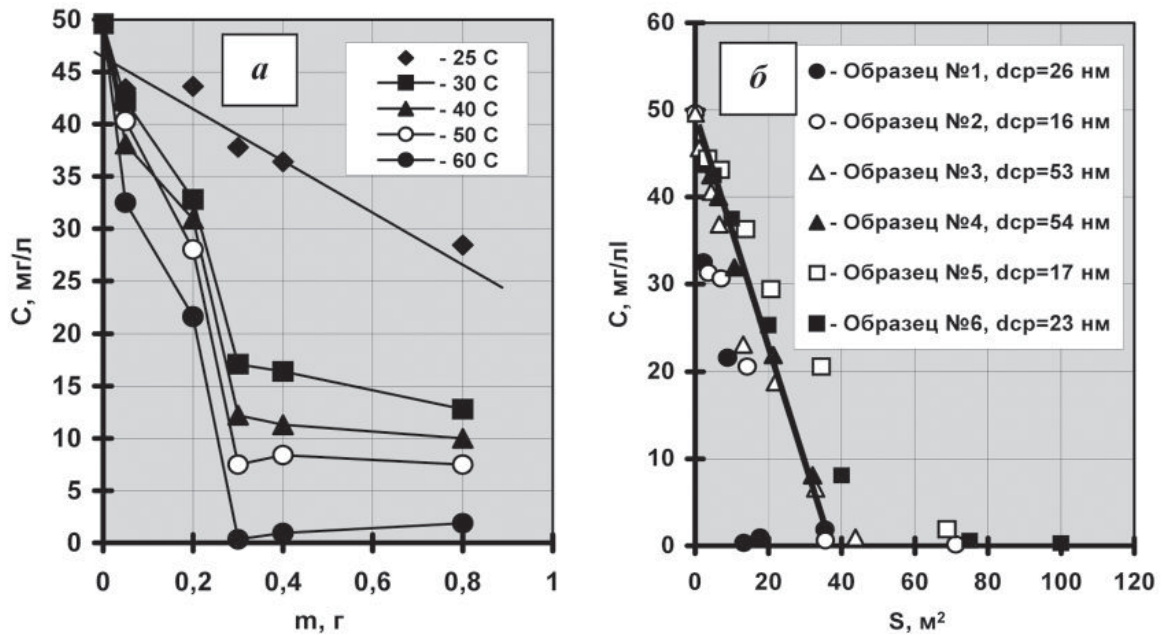 а
- 25 C
- 30 C
- 40 C
- 50 C
- 60 C
C, мг/л
50
45
40
35
30
25
20
15
10
5
0
0
0,2
0,4
0,6
0,8
1
m, г
б
- Образец №1, dср=26 нм
- Образец №2, dср=16 нм
- Образец №3, dср=53 нм
- Образец №4, dср=54 нм
- Образец №5, dср=17 нм
- Образец №6, dср=23 нм
C, мг/лl
60
50
40
30
20
10
0
0
20
40
60
80
100
120
S, м²